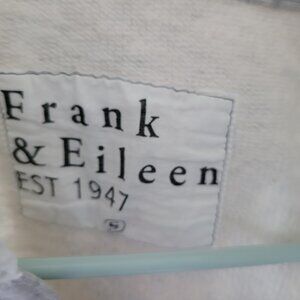 Frank
& Eileen
EST 1947
S